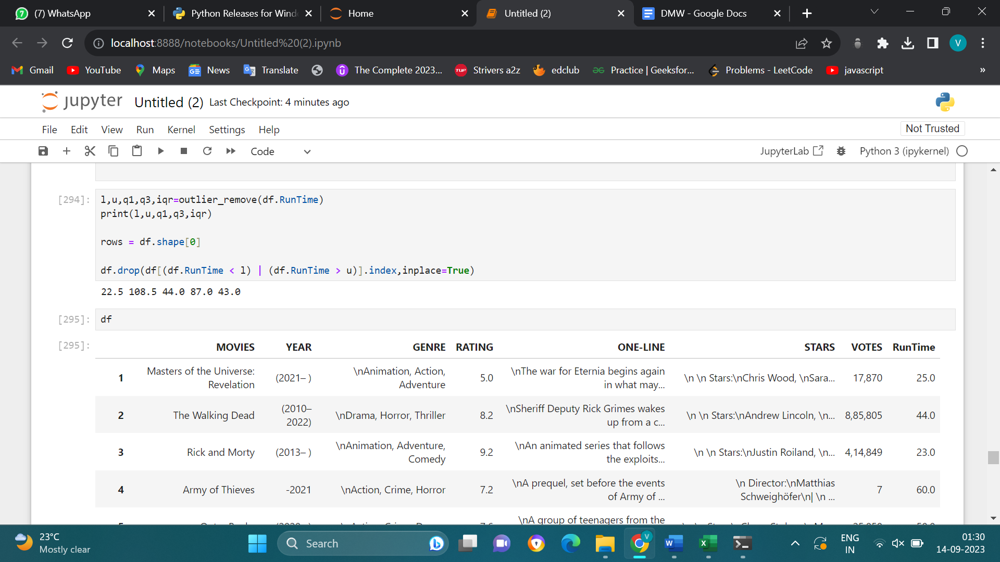 (7) WhatsApp
Python Releases for Wind
Home
Untitled (2)
DMW - Google Docs
localhost:8888/notebooks/Untitled%20(2).ipynb
V
Gmail
YouTube
Maps
News
Translate
The Complete 2023...
Strivers a2z
edclub
Practice | Geeksfor...
Problems - LeetCode
javascript
»
jupyter Untitled (2) Last Checkpoint: 4 minutes ago
File Edit View Run Kernel Settings Help
Not Trusted
Code
JupyterLab
Python 3 (ipykernel)
[294]:
l,u,q1,q3,iqr=outlier_remove(df.RunTime)
print(l,u,q1,q3,iqr)
rows = df.shape[0]
df.drop(df[(df.RunTime < l) | (df.RunTime > u)].index,inplace=True)
22.5 108.5 44.0 87.0 43.0
[295]:
df
[295]:
MOVIES YEAR GENRE RATING ONE-LINE STARS VOTES RunTime
1 Masters of the Universe: Revelation (2021– ) \nAnimation, Action, Adventure 5.0 \nThe war for Eternia begins again in what may... \n \n Stars:\nChris Wood, \nSara... 17,870 25.0
2 The Walking Dead (2010– 2022) \nDrama, Horror, Thriller 8.2 \nSheriff Deputy Rick Grimes wakes up from a c... \n \n Stars:\nAndrew Lincoln, \n... 8,85,805 44.0
3 Rick and Morty (2013– ) \nAnimation, Adventure, Comedy 9.2 \nAn animated series that follows the exploits... \n \n Stars:\nJustin Roiland, \n... 4,14,849 23.0
4 Army of Thieves -2021 \nAction, Crime, Horror 7.2 \nA prequel, set before the events of Army of ... \n Director:\nMatthias Schweighöfer\n| \n ... 7 60.0
\nA group of teenagers from the
23°C
Mostly clear
Search
ENG
IN
01:30
14-09-2023